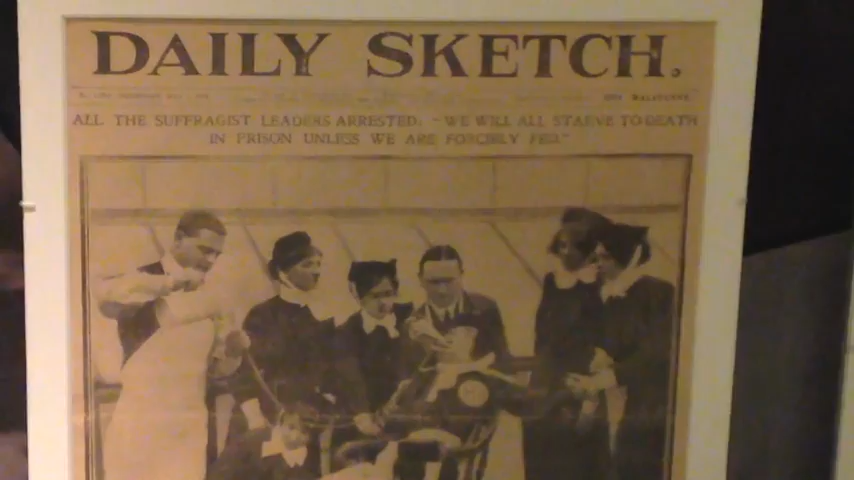 DAILY SKETCH.
ALL THE SUFFRAGIST LEADERS ARRESTED: "WE WILL ALL STARVE TO DEATH
IN PRISON UNLESS WE ARE FORCIBLY FED."